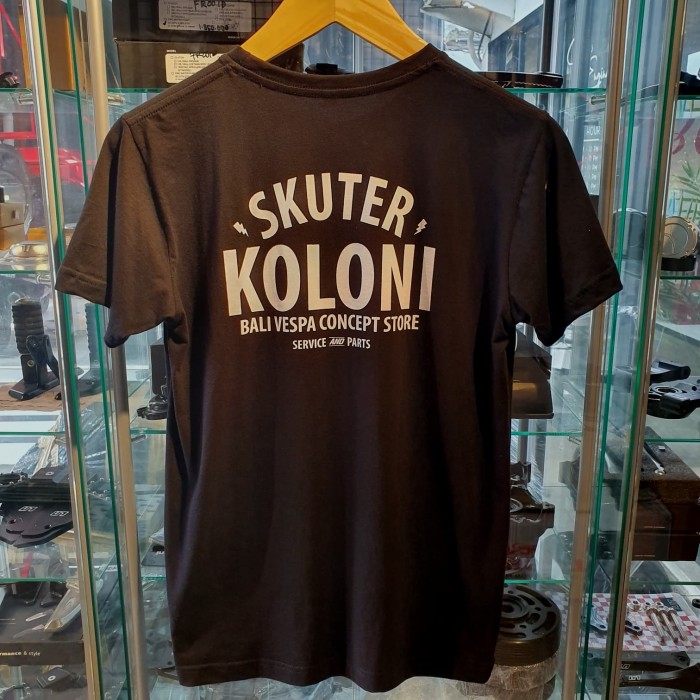 SKUTER
KOLONI
BALI VESPA CONCEPT STORE
SERVICE AND PARTS